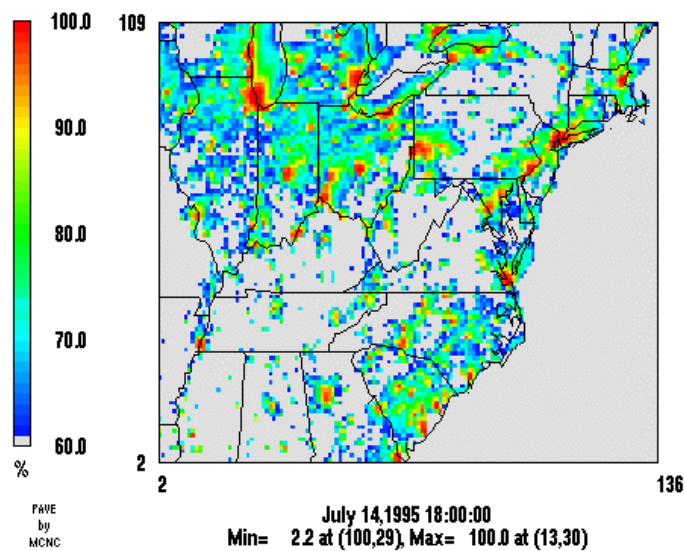 100.0
90.0
80.0
70.0
60.0
%
PAVE
by
MCNC
109
2
2
136
July 14,1995 18:00:00
Min= 2.2 at (100,29), Max= 100.0 at (13,30)